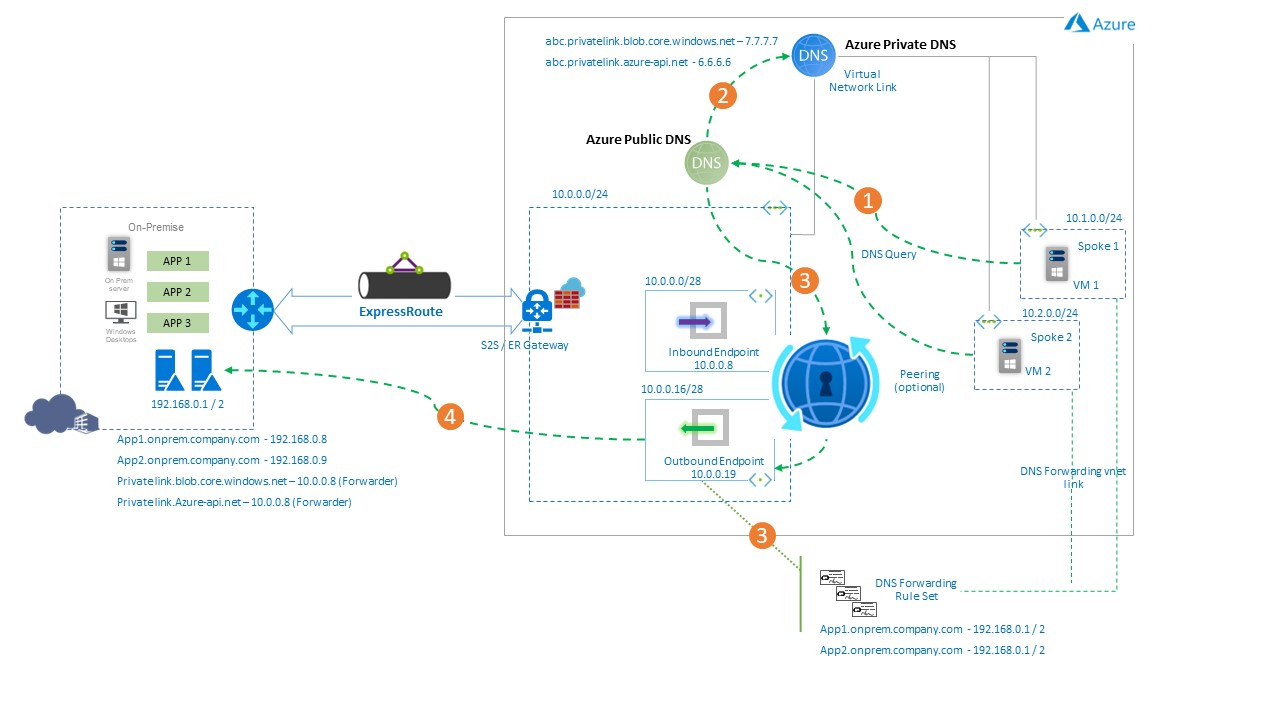 Azure
abc.privatelink.blob.core.windows.net – 7.7.7.7
abc.privatelink.azure-api.net - 6.6.6.6
DNS
Azure Private DNS
Virtual
Network Link
2
Azure Public DNS
DNS
1
10.0.0.0/24
DNS Query
10.1.0.0/24
Spoke 1
VM 1
10.2.0.0/24
Spoke 2
VM 2
On-Premise
On Prem
server
Windows
Desktops
APP 1
APP 2
APP 3
192.168.0.1 / 2
ExpressRoute
S2S / ER Gateway
10.0.0.0/28
Inbound Endpoint
10.0.0.8
3
10.0.0.16/28
Outbound Endpoint
10.0.0.19
Peering
(optional)
4
App1.onprem.company.com - 192.168.0.8
App2.onprem.company.com - 192.168.0.9
Privatelink.blob.core.windows.net – 10.0.0.8 (Forwarder)
Privatelink.Azure-api.net – 10.0.0.8 (Forwarder)
DNS Forwarding vnet
link
3
DNS Forwarding
Rule Set
App1.onprem.company.com - 192.168.0.1 / 2
App2.onprem.company.com - 192.168.0.1 / 2